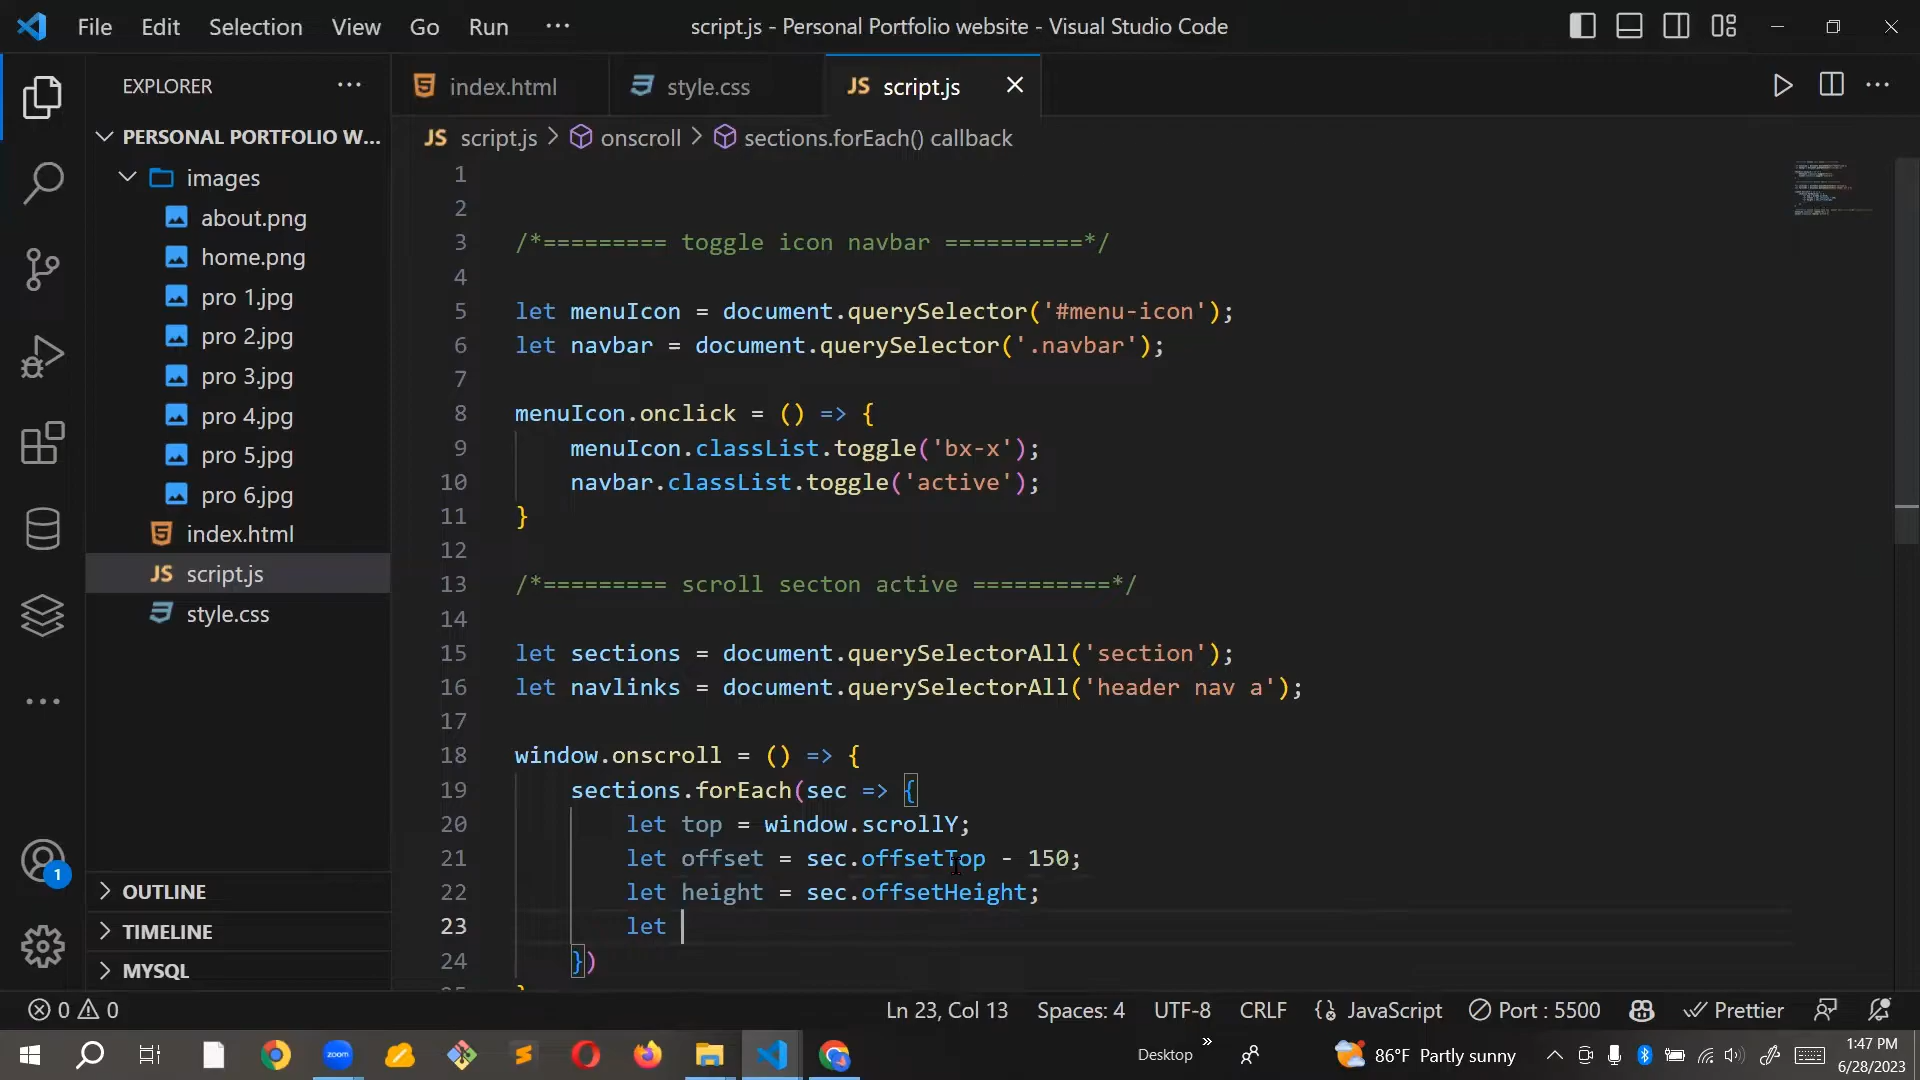 File Edit Selection View Go Run ···
script.js - Personal Portfolio website - Visual Studio Code
EXPLORER ···
index.html style.css JS script.js
PERSONAL PORTFOLIO W...
JS script.js > onscroll > sections.forEach() callback
images
about.png
home.png
pro 1.jpg
pro 2.jpg
pro 3.jpg
pro 4.jpg
pro 5.jpg
pro 6.jpg
index.html
JS script.js
style.css
OUTLINE
TIMELINE
MYSQL
1
1
2
3 /*========= toggle icon navbar ==========*/
4
5 let menuIcon = document.querySelector('#menu-icon');
6 let navbar = document.querySelector('.navbar');
7
8 menuIcon.onclick = () => {
9 menuIcon.classList.toggle('bx-x');
10 navbar.classList.toggle('active');
11 }
12
13 /*========= scroll secton active ==========*/
14
15 let sections = document.querySelectorAll('section');
16 let navlinks = document.querySelectorAll('header nav a');
17
18 window.onscroll = () => {
19 sections.forEach(sec => {
20 let top = window.scrollY;
21 let offset = sec.offsetTop - 150;
22 let height = sec.offsetHeight;
23 let
24 })
0 0 Ln 23, Col 13 Spaces: 4 UTF-8 CRLF {} JavaScript Port : 5500 Prettier
zoom Desktop » 86°F Partly sunny 1:47 PM
6/28/2023